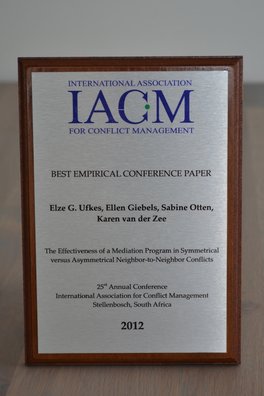 INTERNATIONAL ASSOCIATION
IACM
FOR CONFLICT MANAGEMENT
BEST EMPIRICAL CONFERENCE PAPER
Elze G. Ufkes, Ellen Giebels, Sabine Otten,
Karen van der Zee
The Effectiveness of a Mediation Program in Symmetrical
versus Asymmetrical Neighbor-to-Neighbor Conflicts
25th Annual Conference
International Association for Conflict Management
Stellenbosch, South Africa
2012